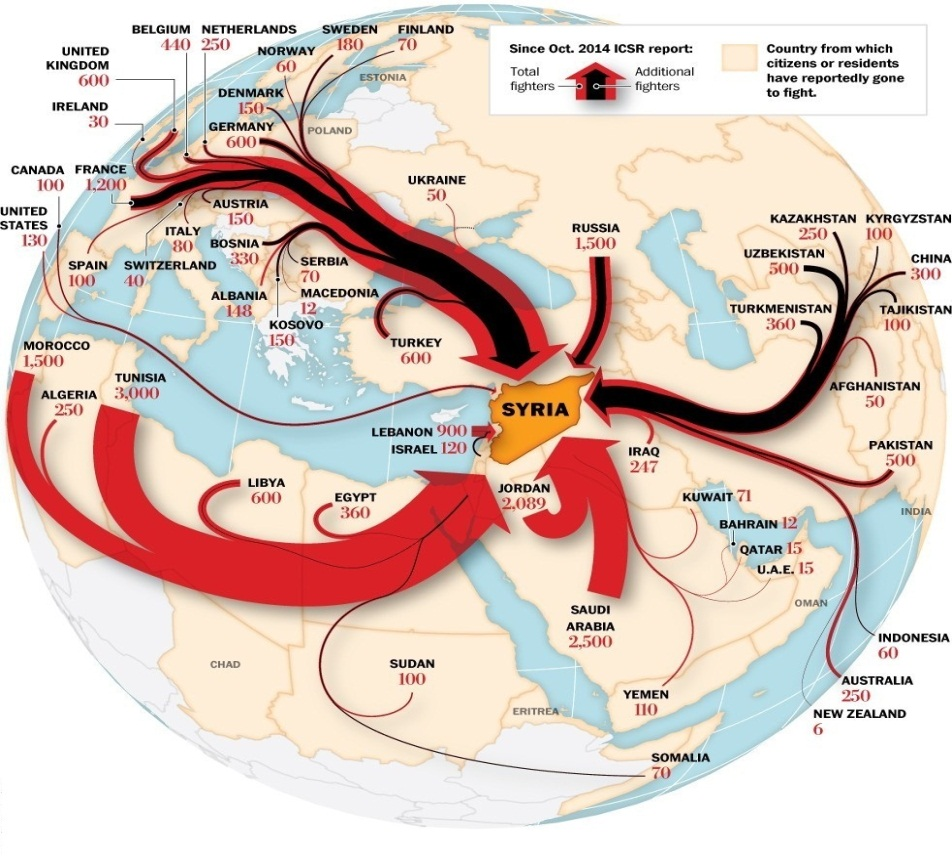 BELGIUM
440
NETHERLANDS
250
SWEDEN
180
FINLAND
70
NORWAY
60
UNITED
KINGDOM
600
ESTONIA
DENMARK
150
IRELAND
30
GERMANY
600
POLAND
Since Oct. 2014 ICSR report:
Total
fighters
Additional
fighters
Country from which
citizens or residents
have reportedly gone
to fight.
CANADA
100
FRANCE
1,200
UNITED
STATES
130
AUSTRIA
150
ITALY
80
BOSNIA
330
SPAIN
100
SWITZERLAND
40
SERBIA
70
ALBANIA
148
MACEDONIA
12
KOSOVO
150
UKRAINE
50
RUSSIA
1,500
KAZAKHSTAN
250
KYRGYZSTAN
100
UZBEKISTAN
500
CHINA
300
TURKMENISTAN
360
TAJIKISTAN
100
TURKEY
600
AFGHANISTAN
50
MOROCCO
1,500
ALGERIA
250
TUNISIA
3,000
SYRIA
LEBANON 900
ISRAEL 120
IRAQ
247
PAKISTAN
500
LIBYA
600
EGYPT
360
JORDAN
2,089
KUWAIT 71
INDIA
BAHRAIN 12
QATAR 15
U.A.E. 15
OMAN
SAUDI
ARABIA
2,500
INDONESIA
60
CHAD
SUDAN
100
AUSTRALIA
250
YEMEN
110
ERITREA
NEW ZEALAND
6
SOMALIA
70